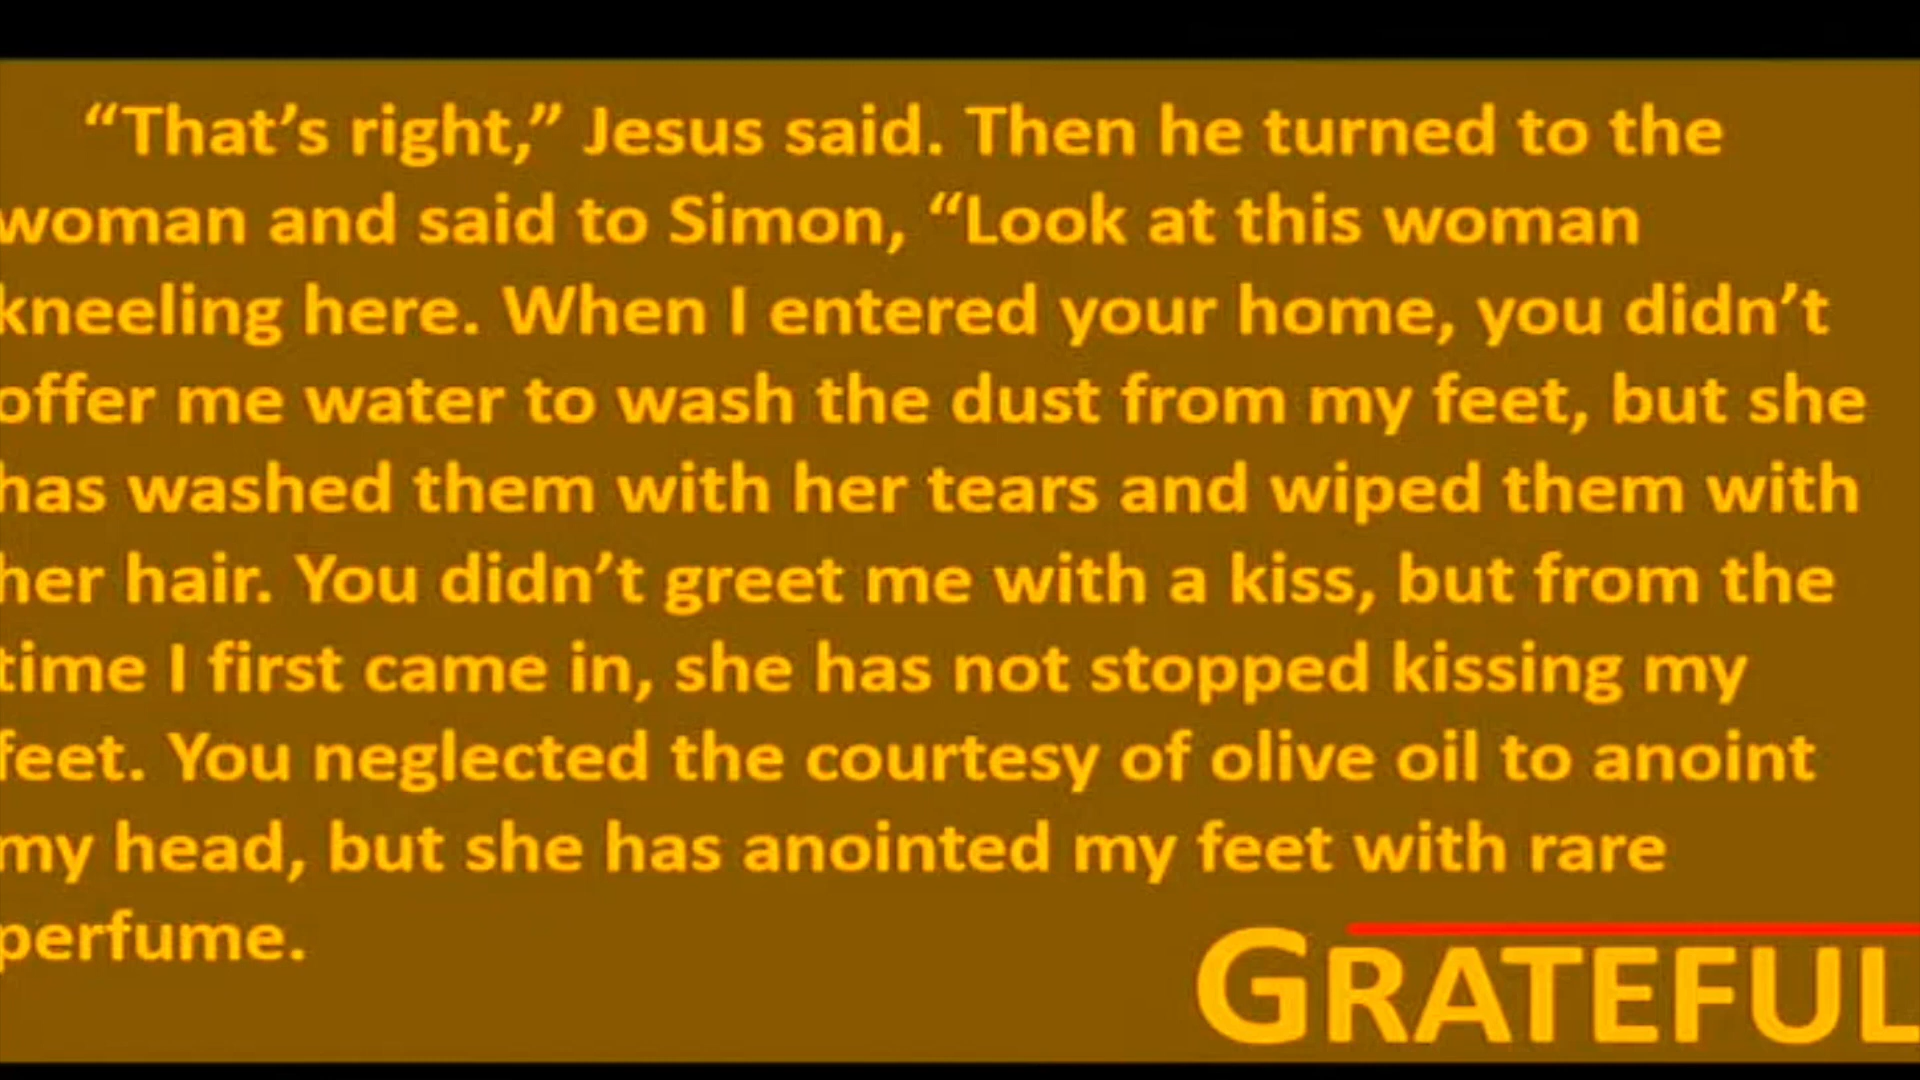 “That’s right,” Jesus said. Then he turned to the
woman and said to Simon, “Look at this woman
kneeling here. When I entered your home, you didn’t
offer me water to wash the dust from my feet, but she
has washed them with her tears and wiped them with
her hair. You didn’t greet me with a kiss, but from the
time I first came in, she has not stopped kissing my
feet. You neglected the courtesy of olive oil to anoint
my head, but she has anointed my feet with rare
perfume.
GRATEFUL